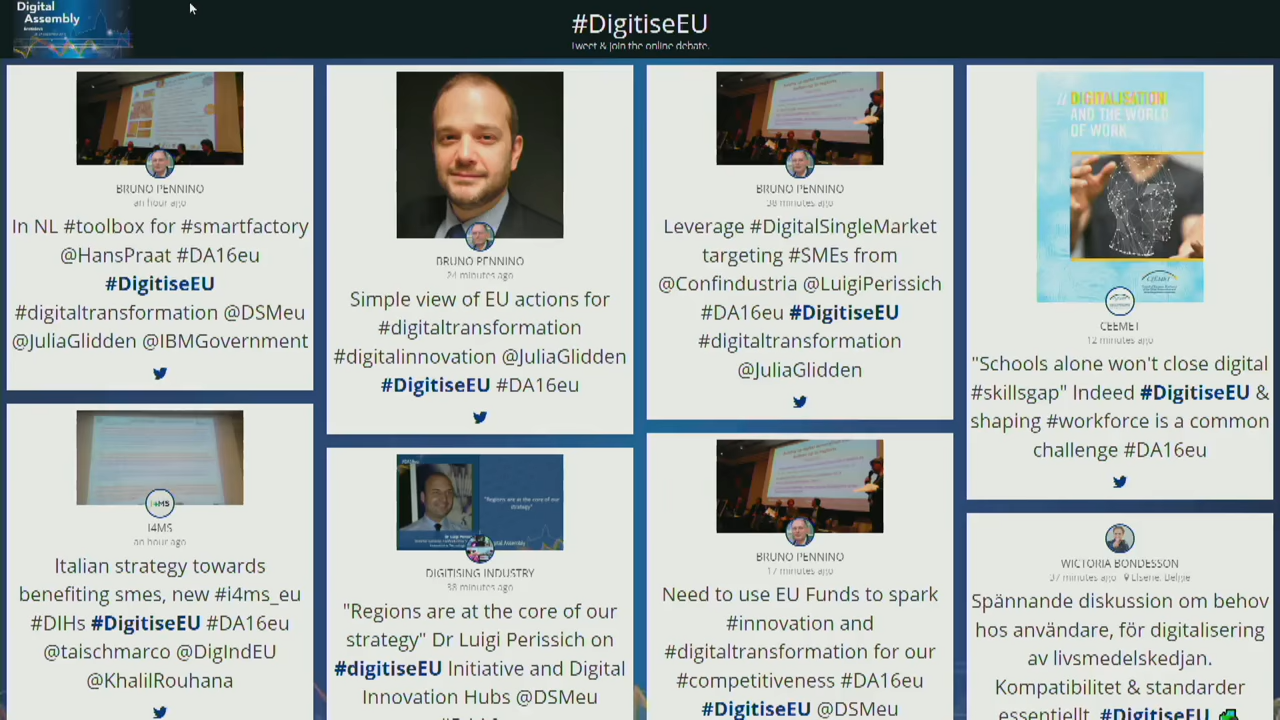 Digital
Assembly
#DigitiseEU
Tweet & join the online debate.
BRUNO PENNINO
an hour ago
In NL #toolbox for #smartfactory
@HansPraat #DA16eu
#DigitiseEU
#digitaltransformation @DSMeu
@JuliaGlidden @IBMGovernment
I4MS
I4MS
an hour ago
Italian strategy towards
benefiting smes, new #i4ms_eu
#DIHs #DigitiseEU #DA16eu
@taischmarco @DigIndEU
@KhalilRouhana
BRUNO PENNINO
24 minutes ago
Simple view of EU actions for
#digitaltransformation
#digitalinnovation @JuliaGlidden
#DigitiseEU #DA16eu
"Regions are at the core of our
strategy"
DIGITISING INDUSTRY
38 minutes ago
"Regions are at the core of our
strategy" Dr Luigi Perissich on
#digitiseEU Initiative and Digital
Innovation Hubs @DSMeu
BRUNO PENNINO
38 minutes ago
Leverage #DigitalSingleMarket
targeting #SMEs from
@Confindustria @LuigiPerissich
#DA16eu #DigitiseEU
#digitaltransformation
@JuliaGlidden
BRUNO PENNINO
17 minutes ago
Need to use EU Funds to spark
#innovation and
#digitaltransformation for our
#competitiveness #DA16eu
#DigitiseEU @DSMeu
// DIGITALISATION
AND THE WORLD
OF WORK
CEEMET
CEEMET
12 minutes ago
"Schools alone won't close digital
#skillsgap" Indeed #DigitiseEU &
shaping #workforce is a common
challenge #DA16eu
WICTORIA BONDESSON
37 minutes ago Elsene, België
Spännande diskussion om behov
hos användare, för digitalisering
av livsmedelskedjan.
Kompatibilitet & standarder
essentiellt. #DigitiseEU